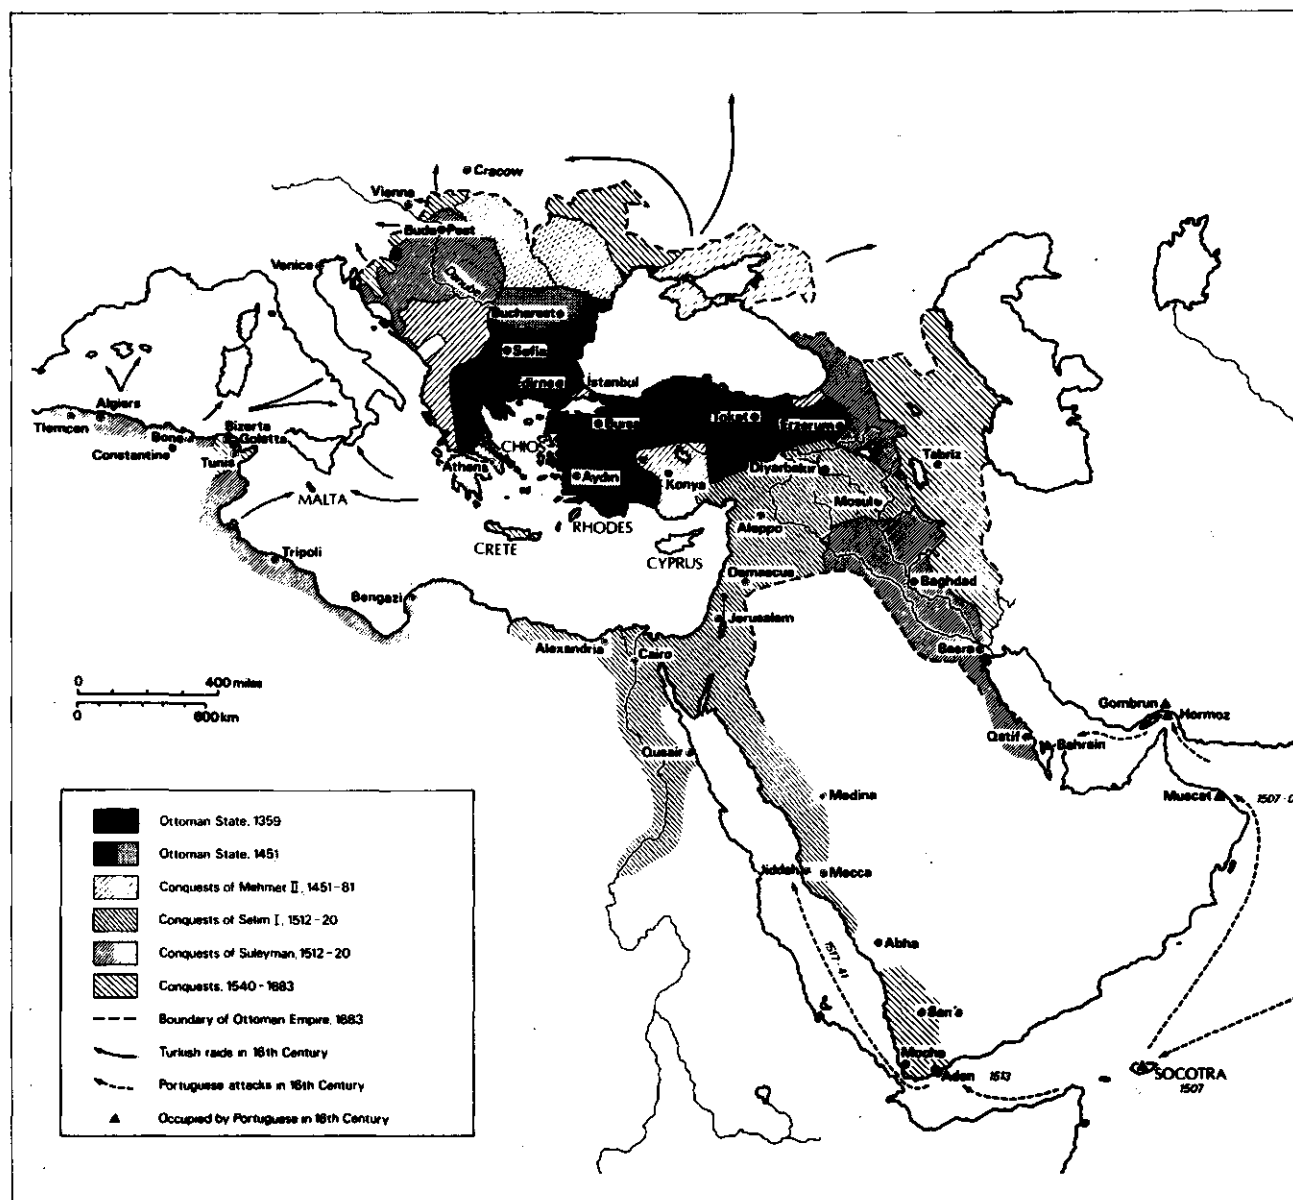 Cracow
Vienna
Buda Pest
Venice
Danube
Bucharest
Sofia
Edirne
İstanbul
Algiers
Tlemcen
Bone
Bizerta
Goletta
Constantine
Tunis
CHIOS
Bursa
Tokat
Erzerum
Tabriz
Athens
Aydın
Konya
Diyarbakır
Mosul
MALTA
RHODES
Aleppo
CRETE
CYPRUS
Tripoli
Damascus
Baghdad
Bengazi
Jerusalem
Alexandria
Cairo
Basra
0 400 miles
0 600 km
Gombrun
Hormoz
Qatif
Bahrain
Qusair
Medina
Muscat
1507-0
Jiddah
Mecca
Abha
1517-41
San'a
Mocha
Aden
1513
SOCOTRA
1507
Ottoman State, 1359
Ottoman State, 1451
Conquests of Mehmet II, 1451-81
Conquests of Selim I, 1512-20
Conquests of Suleyman, 1512-20
Conquests, 1540-1683
Boundary of Ottoman Empire, 1683
Turkish raids in 16th Century
Portuguese attacks in 16th Century
Occupied by Portuguese in 16th Century